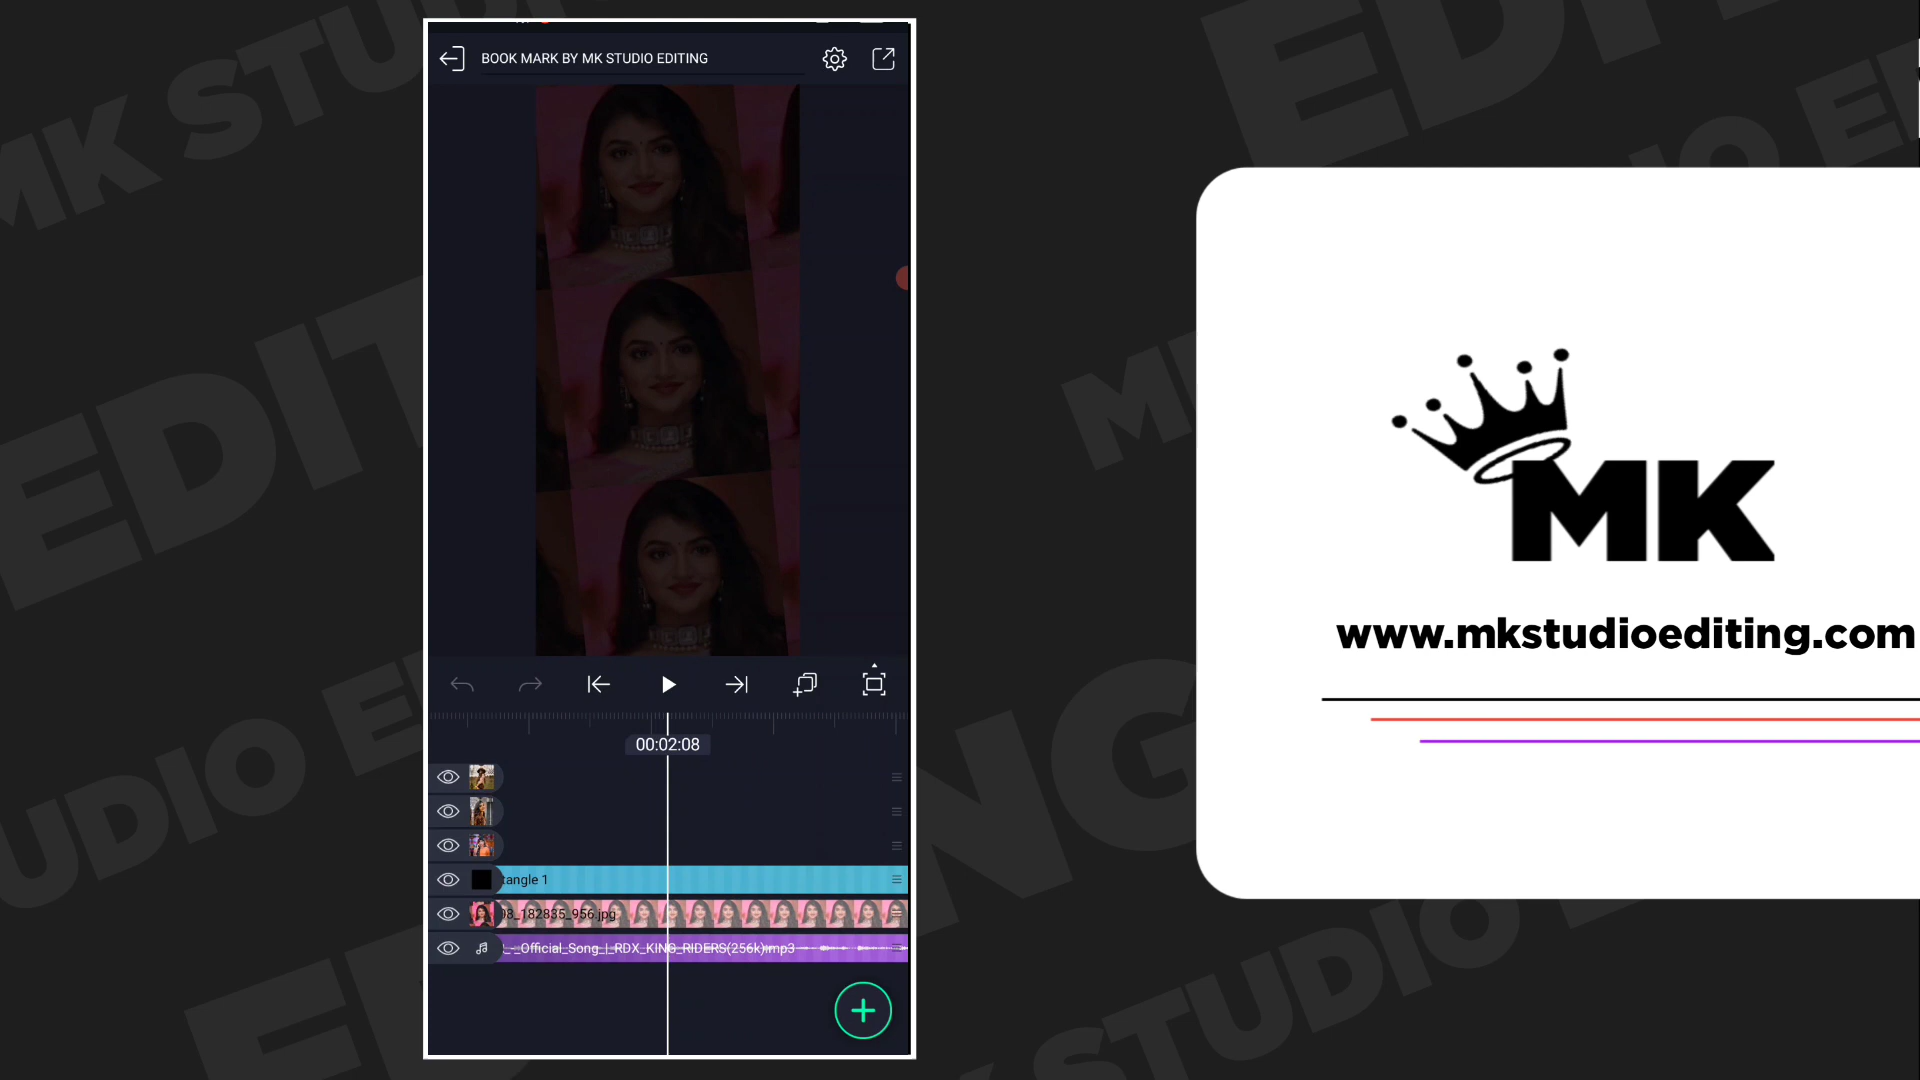 MK STUDIO EDITING
BOOK MARK BY MK STUDIO EDITING
00:02:08
tangle 1
08_182835_956.jpg
_-_Official_Song_|_RDX_KING_RIDERS(256k).mp3
MK
www.mkstudioediting.com